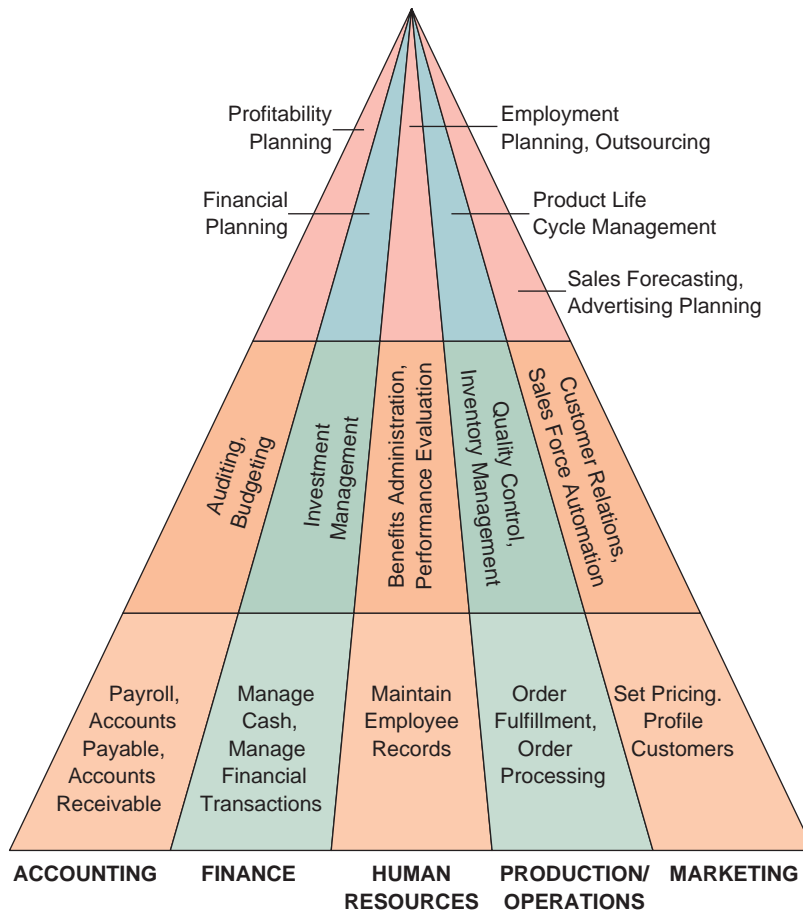 Profitability
Planning
Employment
Planning, Outsourcing
Financial
Planning
Product Life
Cycle Management
Sales Forecasting,
Advertising Planning
Auditing,
Budgeting
Investment
Management
Benefits Administration,
Performance Evaluation
Quality Control,
Inventory Management
Customer Relations,
Sales Force Automation
Payroll,
Accounts
Payable,
Accounts
Receivable
Manage
Cash,
Manage
Financial
Transactions
Maintain
Employee
Records
Order
Fulfillment,
Order
Processing
Set Pricing.
Profile
Customers
ACCOUNTING
FINANCE
HUMAN
RESOURCES
PRODUCTION/
OPERATIONS
MARKETING